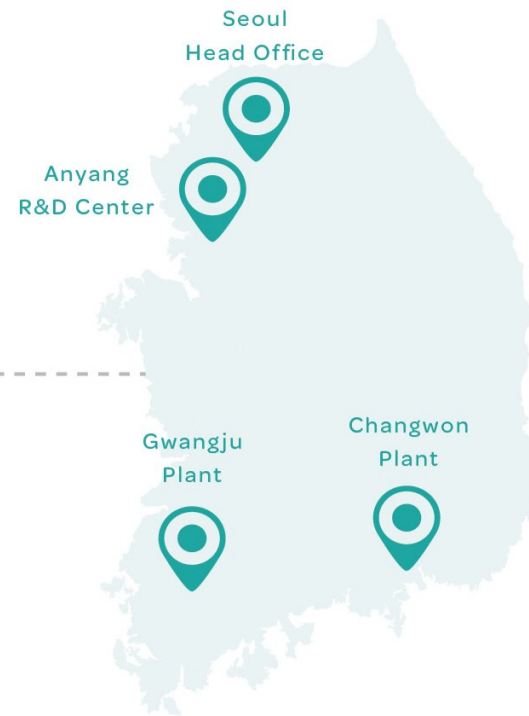 Seoul
Head Office
Anyang
R&D Center
Gwangju
Plant
Changwon
Plant